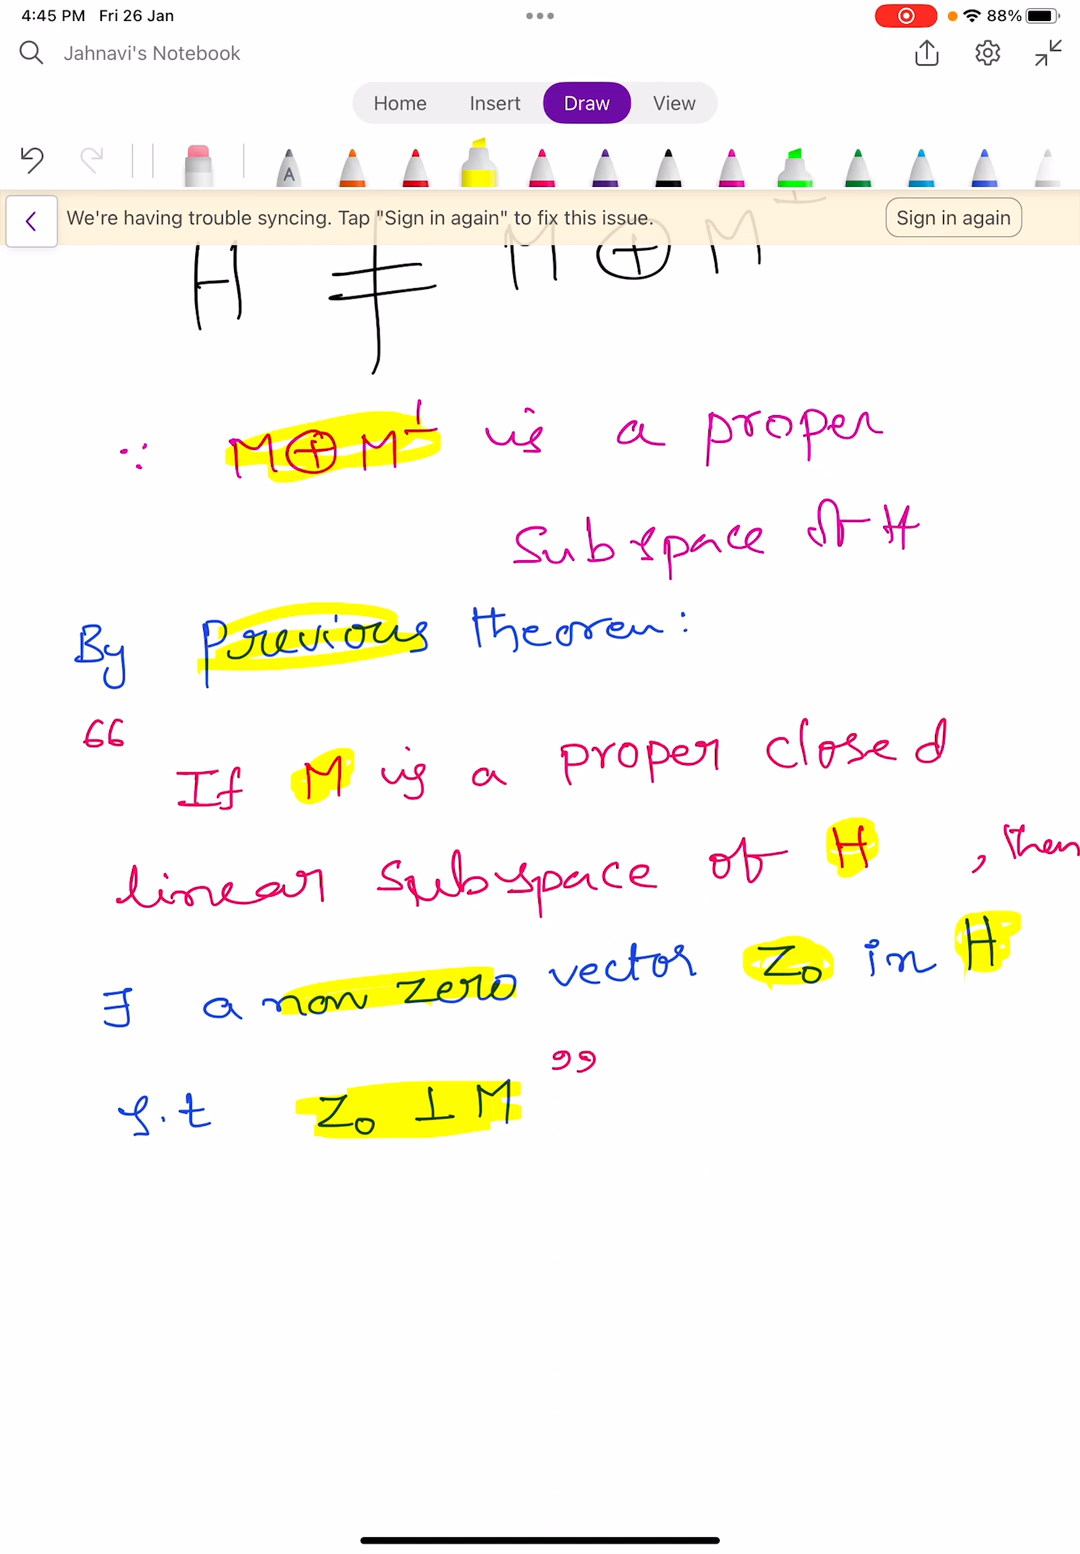 4:45 PM Fri 26 Jan
88%
Jahnavi's Notebook
Home Insert Draw View
A
We're having trouble syncing. Tap "Sign in again" to fix this issue. Sign in again
H ≠ M ⊕ M⊥
∵ M⊕M⊥ is a proper
Subspace of H
By Previous theorem:
“
If M is a proper closed
linear subspace of H, then
∃ a non zero vector Z₀ in H
s.t Z₀ ⊥ M ”